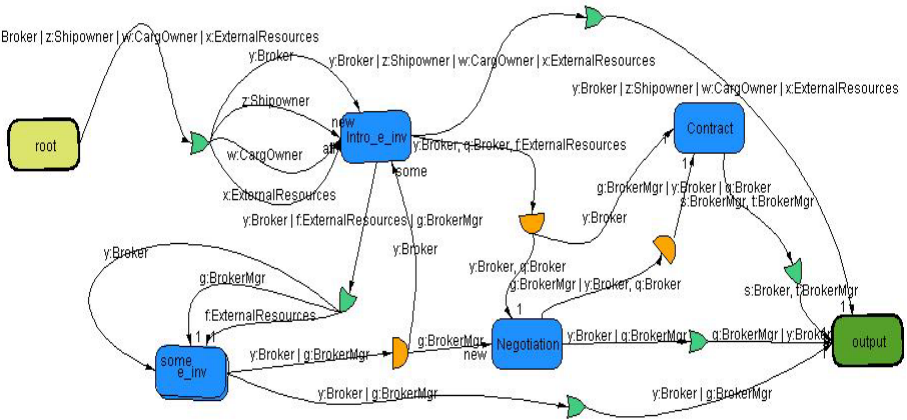 Broker | z:Shipowner | w:CargOwner | x:ExternalResources
y:Broker
y:Broker | z:Shipowner | w:CargOwner | x:ExternalResources
y:Broker | z:Shipowner | w:CargOwner | x:ExternalResources
z:Shipowner
new
Intro_e_inv
Contract
1
1
root
w:CargOwner
all
y:Broker, q:Broker, f:ExternalResources
some
x:ExternalResources
g:BrokerMgr | y:Broker | q:Broker
s:BrokerMgr, t:BrokerMgr
y:Broker | f:ExternalResources | g:BrokerMgr
y:Broker
y:Broker
y:Broker
y:Broker, q:Broker
g:BrokerMgr
g:BrokerMgr | y:Broker, q:Broker
s:Broker, t:BrokerMgr
f:ExternalResources
1
1
1
1
g:BrokerMgr
Negotiation
new
y:Broker | q:BrokerMgr
g:BrokerMgr | y:Broker
output
some
e_inv
y:Broker | g:BrokerMgr
y:Broker | g:BrokerMgr